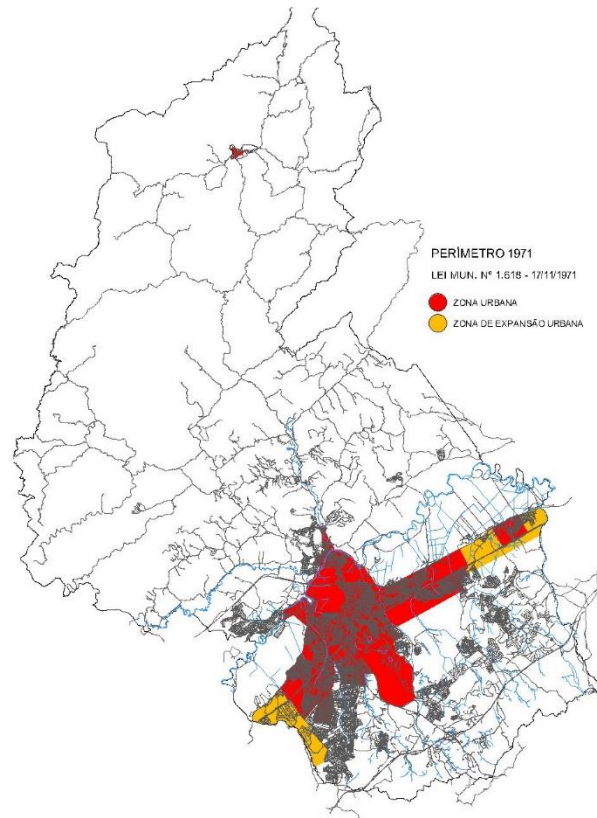 PERÍMETRO 1971
LEI MUN. Nº 1.618 - 17/11/1971
ZONA URBANA
ZONA DE EXPANSÃO URBANA